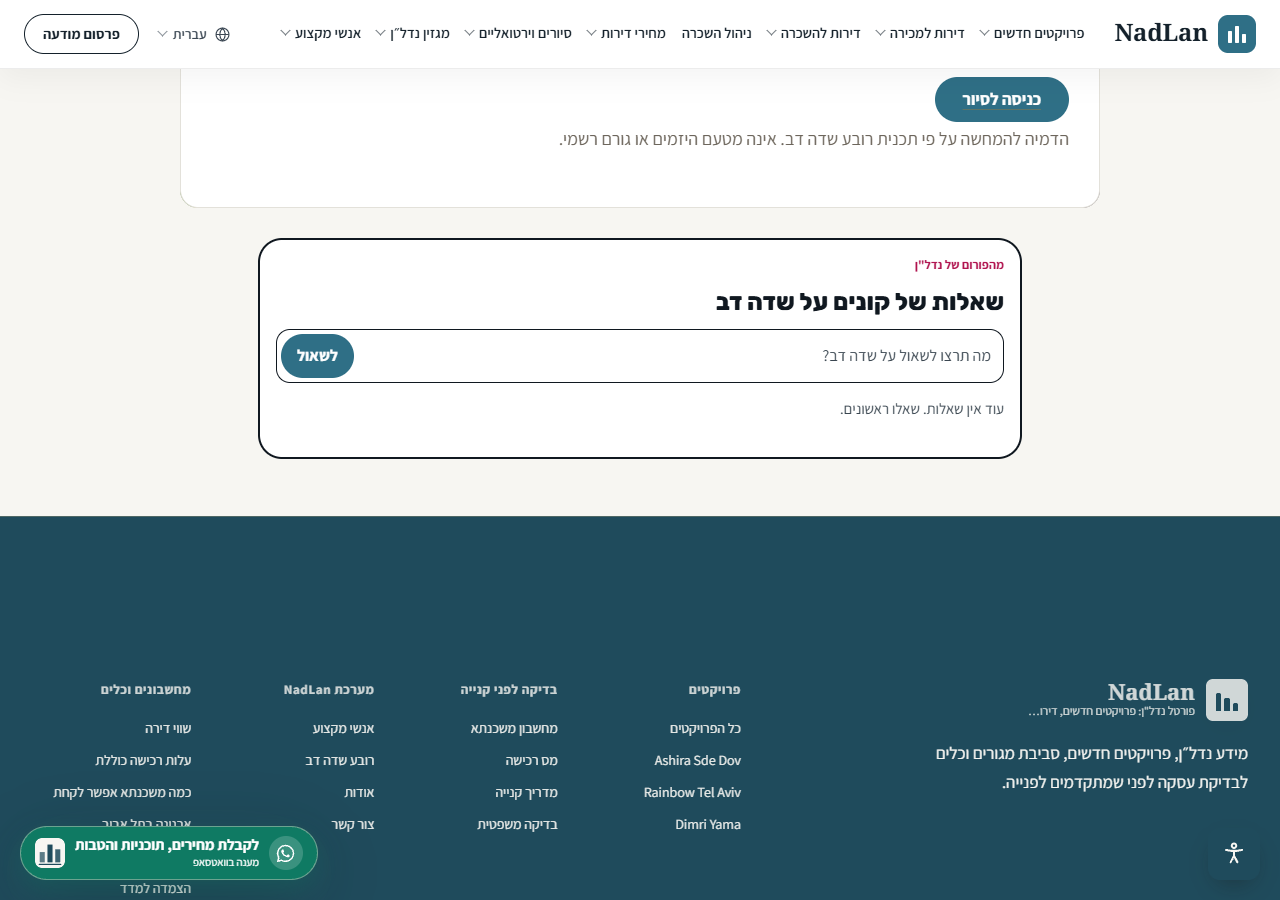 NadLan
פרויקטים חדשים
דירות למכירה
דירות להשכרה
ניהול השכרה
מחירי דירות
סיורים וירטואליים
מגזין נדל״ן
אנשי מקצוע
עברית
פרסום מודעה
כניסה לסיור
הדמיה להמחשה על פי תכנית רובע שדה דב. אינה מטעם היזמים או גורם רשמי.
מהפורום של נדל"ן
שאלות של קונים על שדה דב
מה תרצו לשאול על שדה דב?
לשאול
עוד אין שאלות. שאלו ראשונים.
NadLan
פורטל נדל"ן: פרויקטים חדשים, דירו...
מידע נדל״ן, פרויקטים חדשים, סביבת מגורים וכלים
לבדיקת עסקה לפני שמתקדמים לפנייה.
פרויקטים
כל הפרויקטים
Ashira Sde Dov
Rainbow Tel Aviv
Dimri Yama
בדיקה לפני קנייה
מחשבון משכנתא
מס רכישה
מדריך קנייה
בדיקה משפטית
מערכת NadLan
אנשי מקצוע
רובע שדה דב
אודות
צור קשר
מחשבונים וכלים
שווי דירה
עלות רכישה כוללת
כמה משכנתא אפשר לקחת
ארנונה בתל אביב
הצמדה למדד
לקבלת מחירים, תוכניות והטבות
מענה בוואטסאפ